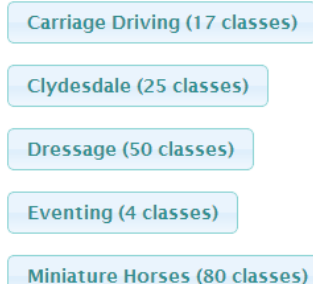 Carriage Driving (17 classes)
Clydesdale (25 classes)
Dressage (50 classes)
Eventing (4 classes)
Miniature Horses (80 classes)